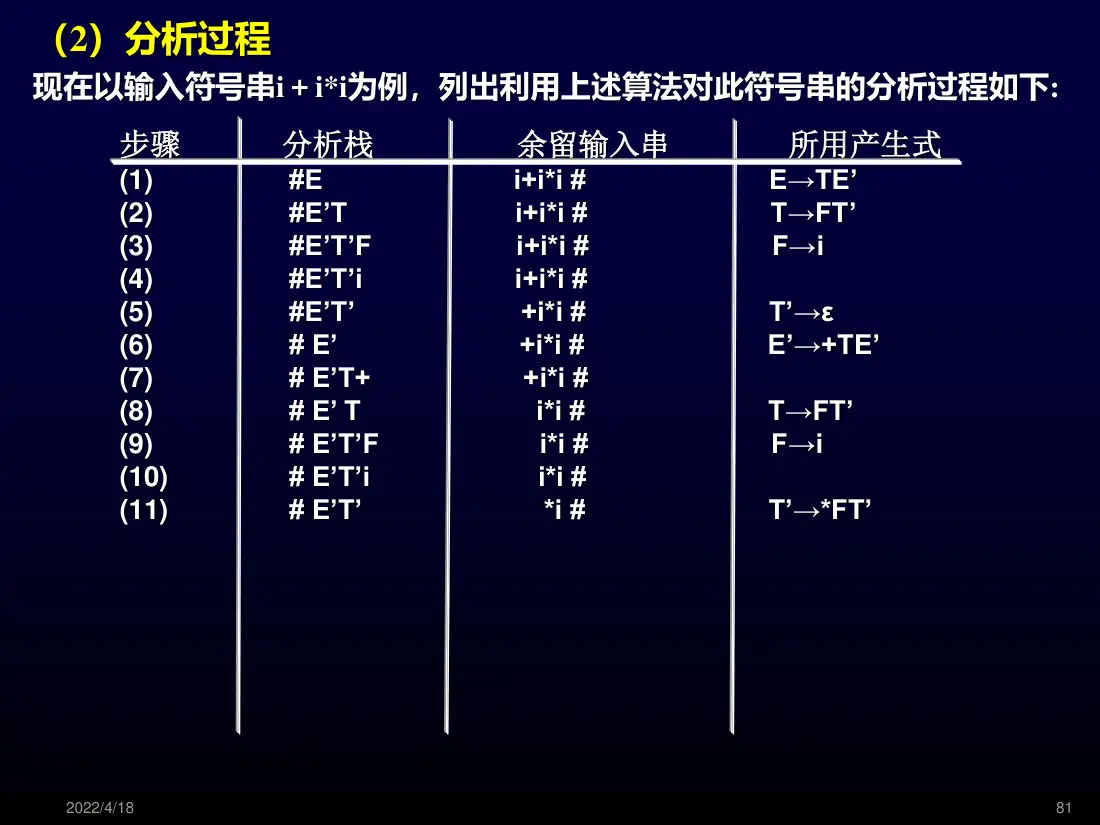 （2）分析过程
现在以输入符号串i + i*i为例，列出利用上述算法对此符号串的分析过程如下:
步骤 分析栈 余留输入串 所用产生式
(1) #E i+i*i # E→TE’
(2) #E’T i+i*i # T→FT’
(3) #E’T’F i+i*i # F→i
(4) #E’T’i i+i*i #
(5) #E’T’ +i*i # T’→ε
(6) # E’ +i*i # E’→+TE’
(7) # E’T+ +i*i #
(8) # E’ T i*i # T→FT’
(9) # E’T’F i*i # F→i
(10) # E’T’i i*i #
(11) # E’T’ *i # T’→*FT’
2022/4/18 81